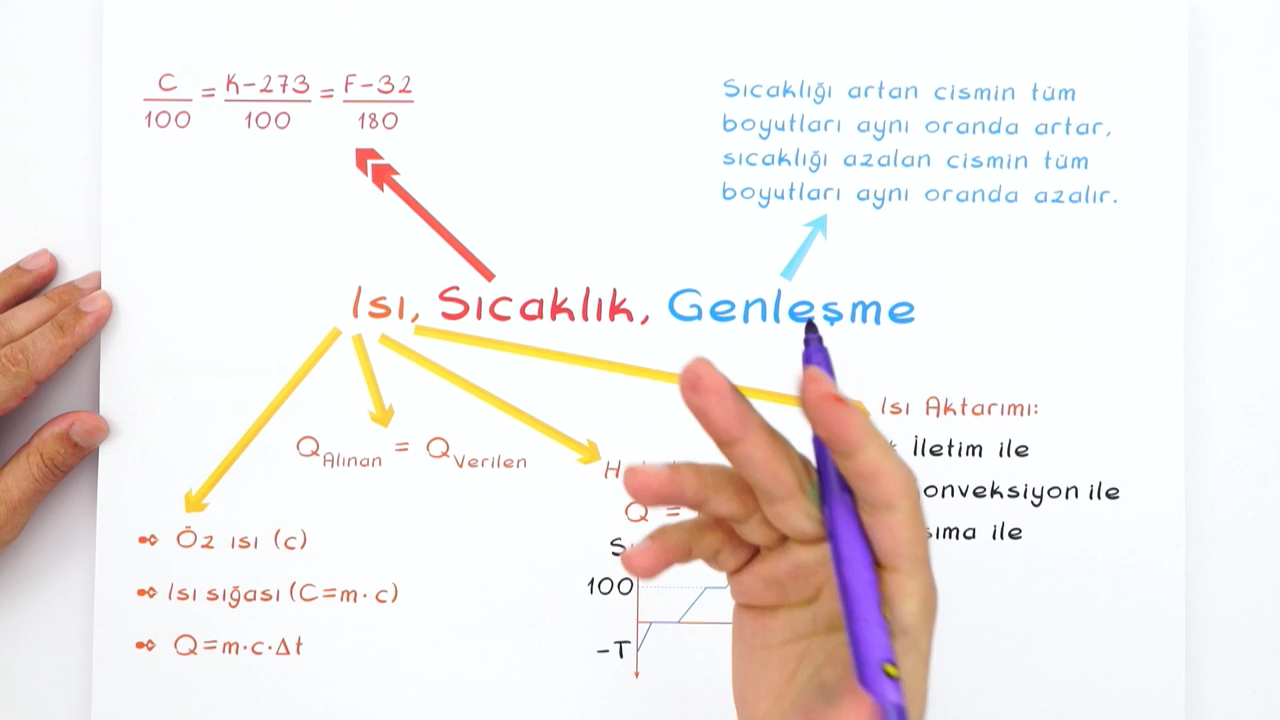 C/100 = K-273/100 = F-32/180
Sıcaklığı artan cismin tüm
boyutları aynı oranda artar,
sıcaklığı azalan cismin tüm
boyutları aynı oranda azalır.
Isı, Sıcaklık, Genleşme
Isı Aktarımı:
İletim ile
onveksiyon ile
ıma ile
QAlınan = QVerilen
H
Q =
Öz ısı (c)
Isı sığası (C=m·c)
Q=m·c·Δt
S
100
-T